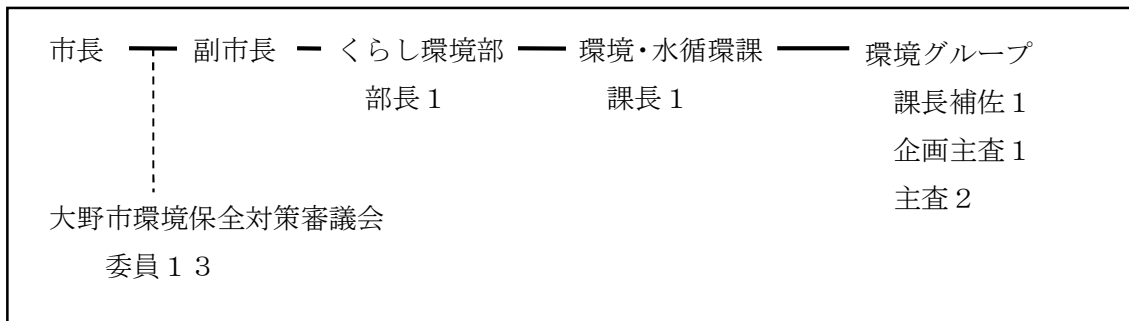 市長 副市長 くらし環境部 環境・水循環課 環境グループ
部長１ 課長１ 課長補佐１
企画主査１
主査２
大野市環境保全対策審議会
委員１３